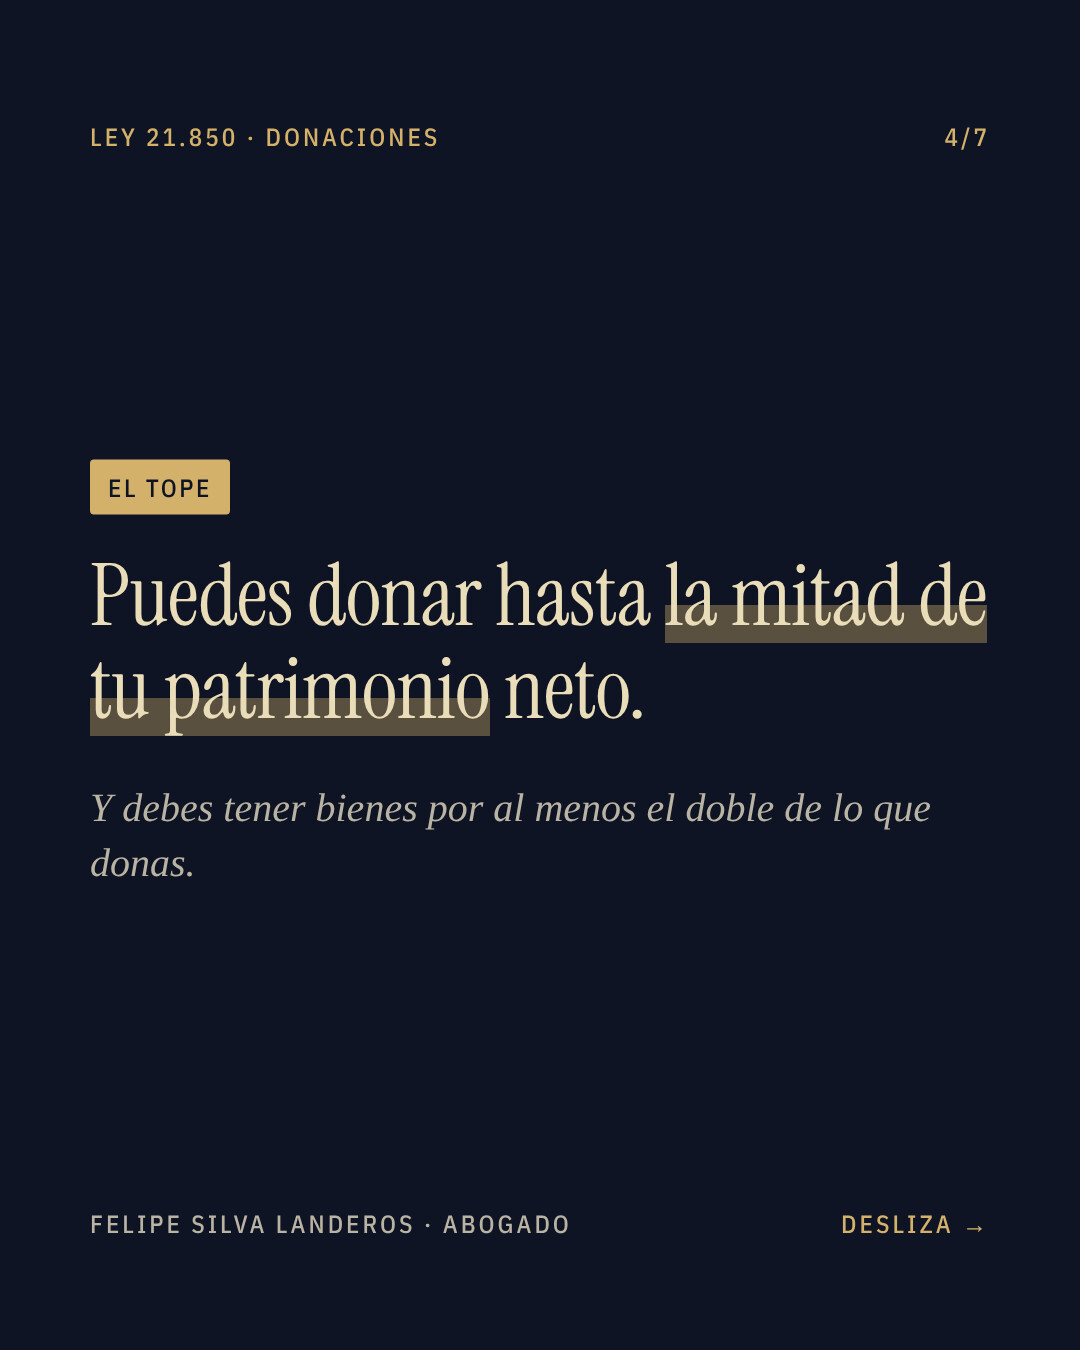 LEY 21.850 · DONACIONES
4/7
EL TOPE
Puedes donar hasta la mitad de
tu patrimonio neto.
Y debes tener bienes por al menos el doble de lo que
donas.
FELIPE SILVA LANDEROS · ABOGADO
DESLIZA →